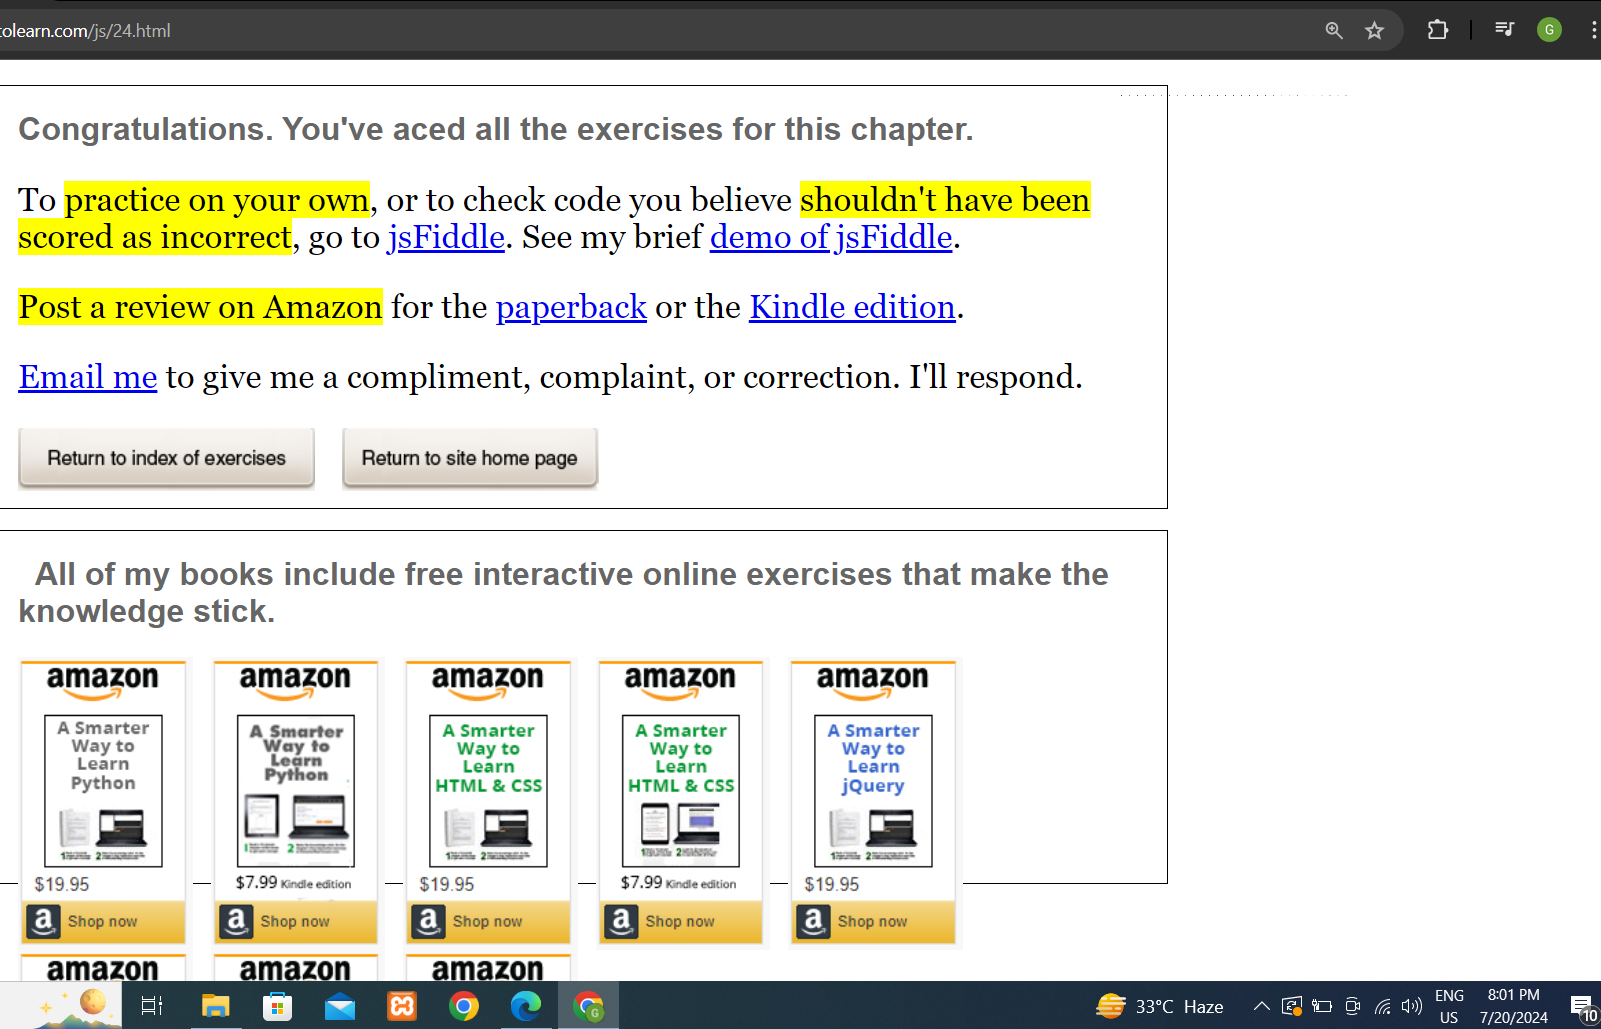 tolearn.com/js/24.html
G
Congratulations. You've aced all the exercises for this chapter.
To practice on your own, or to check code you believe shouldn't have been
scored as incorrect, go to jsFiddle. See my brief demo of jsFiddle.
Post a review on Amazon for the paperback or the Kindle edition.
Email me to give me a compliment, complaint, or correction. I'll respond.
Return to index of exercises Return to site home page
All of my books include free interactive online exercises that make the
knowledge stick.
amazon amazon amazon amazon amazon
A Smarter
Way to
Learn
Python
A Smarter
Way to
Learn
Python
A Smarter
Way to
Learn
HTML & CSS
A Smarter
Way to
Learn
HTML & CSS
A Smarter
Way to
Learn
jQuery
$19.95 $7.99 Kindle edition $19.95 $7.99 Kindle edition $19.95
a Shop now a Shop now a Shop now a Shop now a Shop now
amazon amazon amazon
G
33°C Haze
ENG
US
8:01 PM
7/20/2024
10